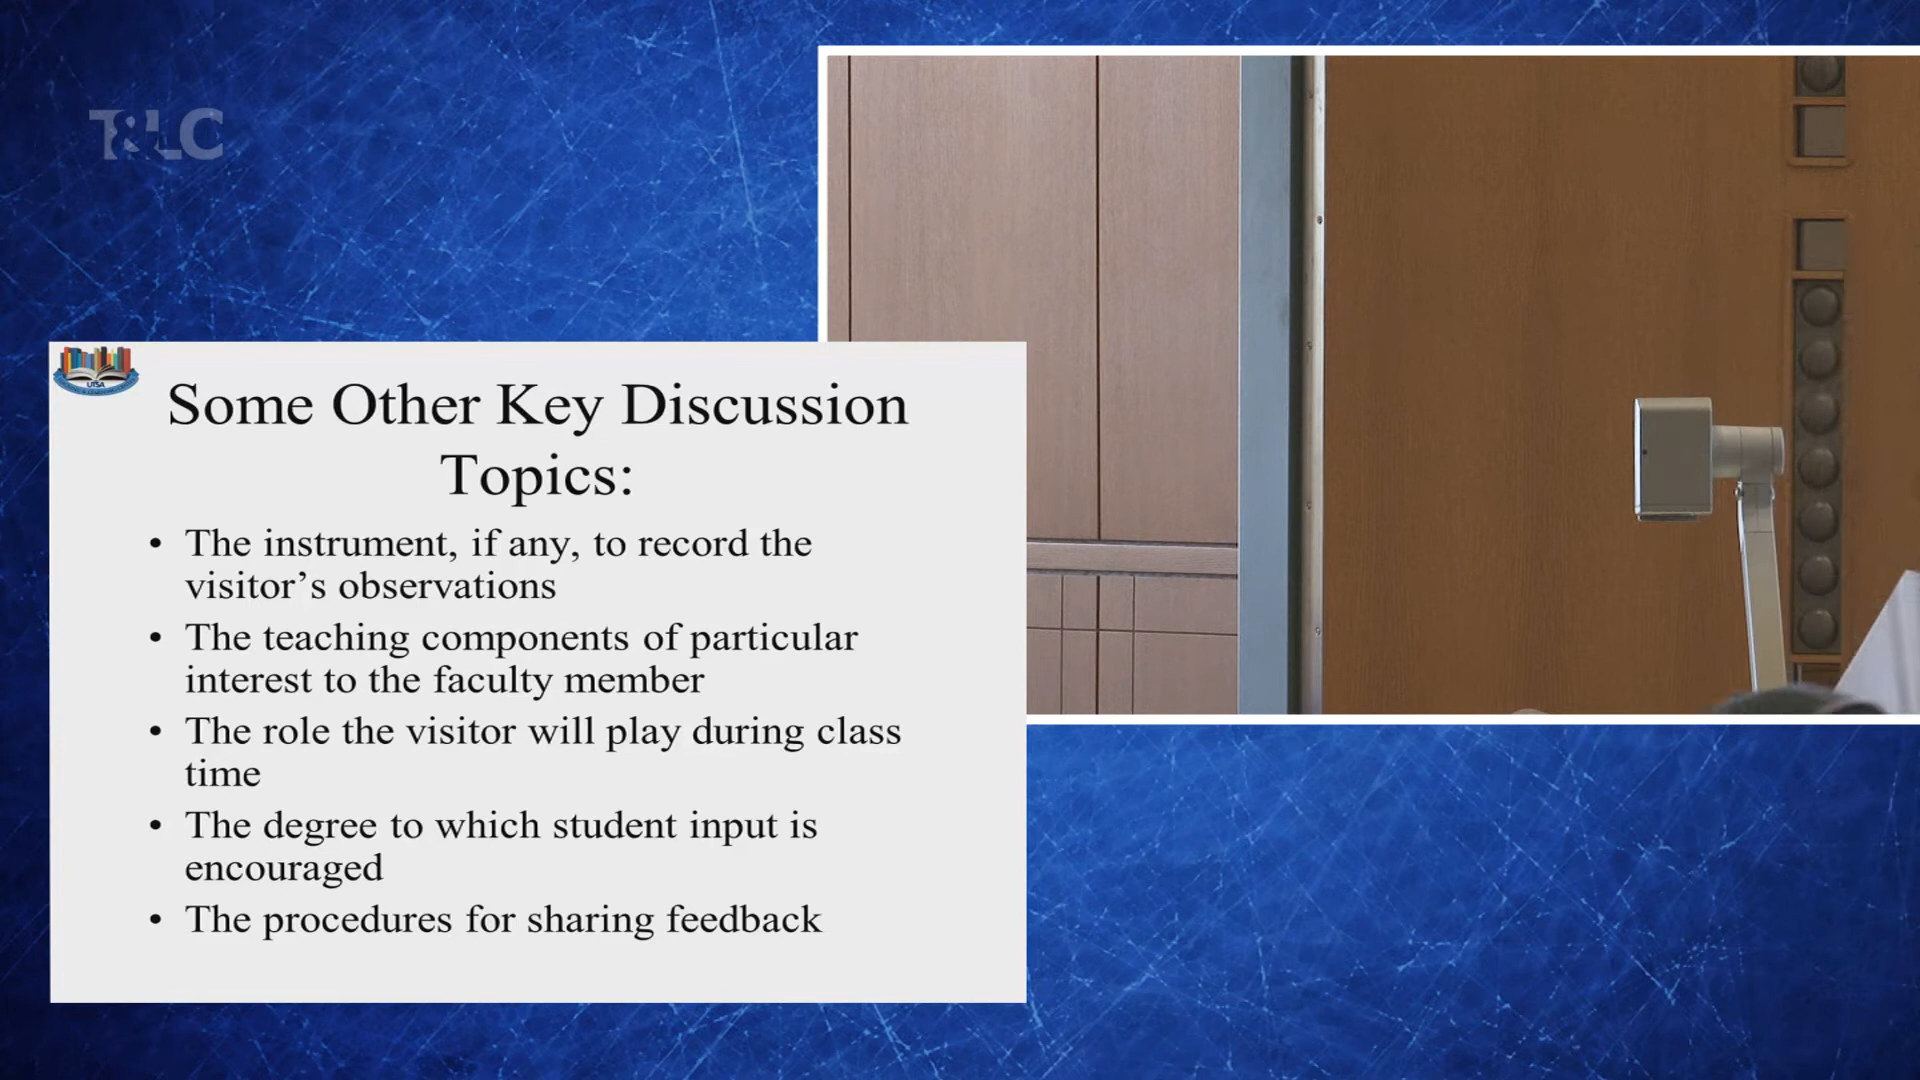 T&LC
UTSA
Some Other Key Discussion
Topics:
• The instrument, if any, to record the
visitor’s observations
• The teaching components of particular
interest to the faculty member
• The role the visitor will play during class
time
• The degree to which student input is
encouraged
• The procedures for sharing feedback